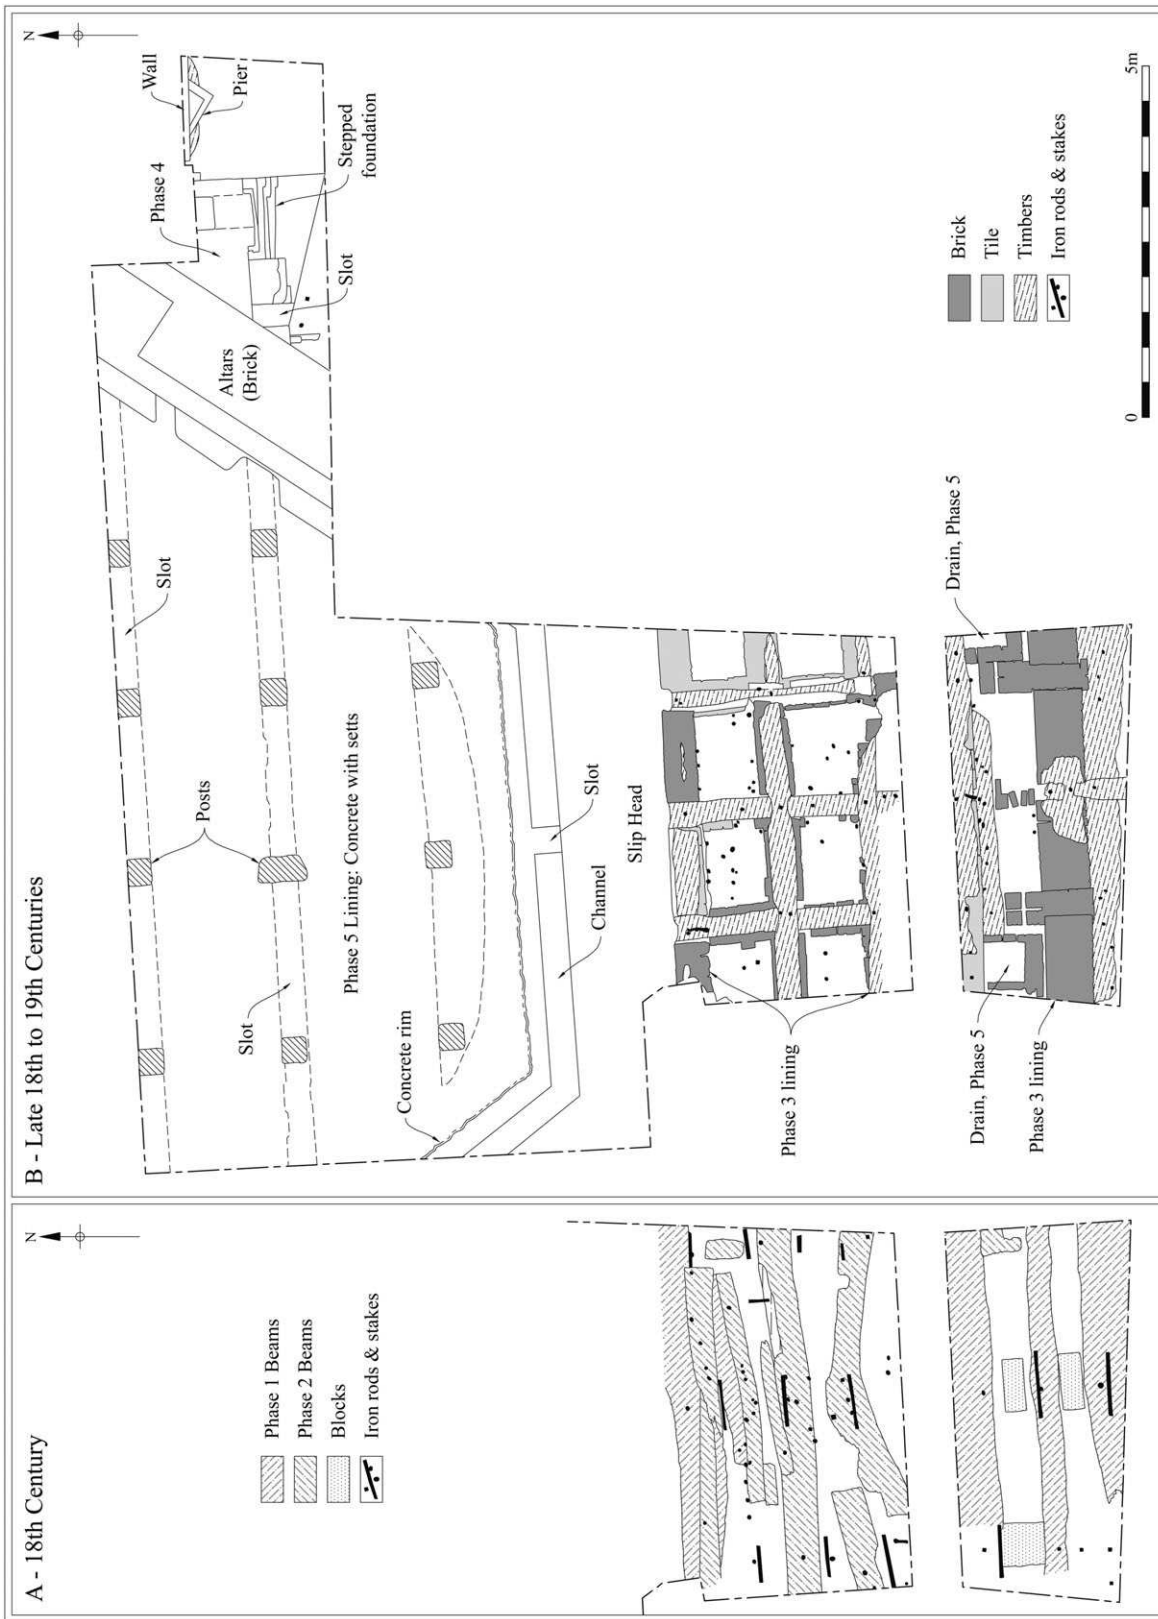 A - 18th Century
N
Phase 1 Beams
Phase 2 Beams
Blocks
Iron rods & stakes
B - Late 18th to 19th Centuries
N
Wall
Pier
Phase 4
Stepped
foundation
Slot
Altars
(Brick)
Slot
Posts
Slot
Phase 5 Lining: Concrete with setts
Concrete rim
Channel
Slot
Slip Head
Phase 3 lining
Drain, Phase 5
Drain, Phase 5
Phase 3 lining
Brick
Tile
Timbers
Iron rods & stakes
0
5m